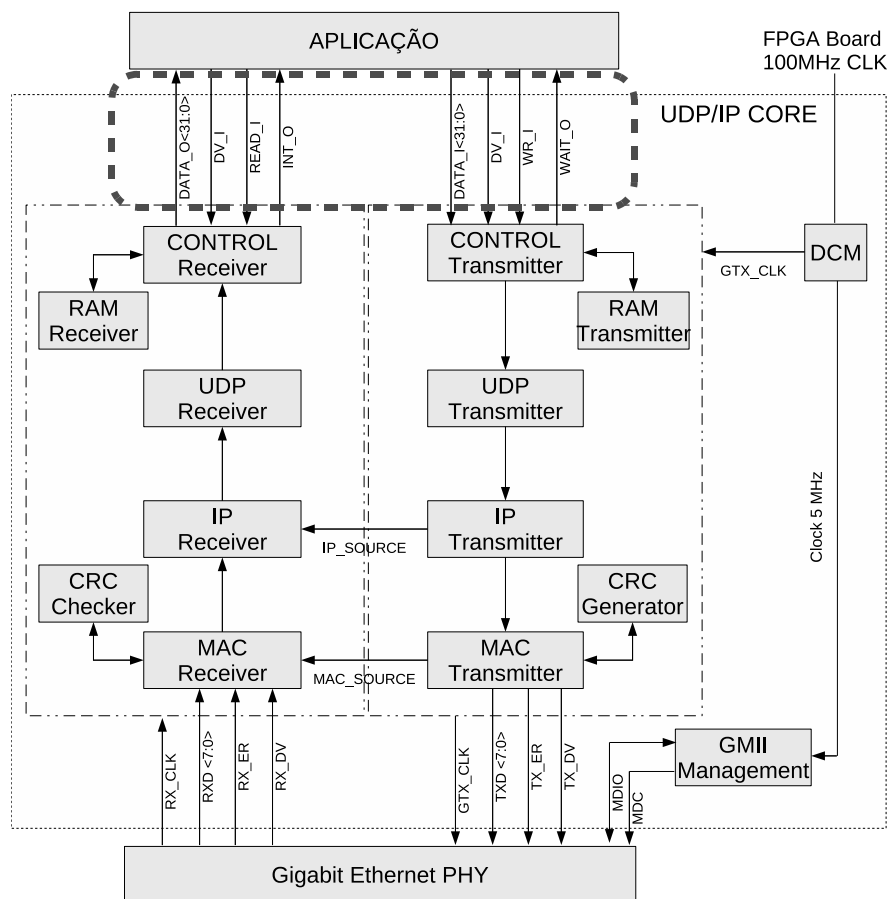 APLICAÇÃO
FPGA Board
100MHz CLK
UDP/IP CORE
DATA_O<31:0>
DV_I
READ_I
INT_O
DATA_I<31:0>
DV_I
WR_I
WAIT_O
CONTROL
Receiver
CONTROL
Transmitter
DCM
GTX_CLK
RAM
Receiver
RAM
Transmitter
UDP
Receiver
UDP
Transmitter
IP
Receiver
IP_SOURCE
IP
Transmitter
Clock 5 MHz
CRC
Checker
CRC
Generator
MAC
Receiver
MAC_SOURCE
MAC
Transmitter
RX_CLK
RXD <7:0>
RX_ER
RX_DV
GTX_CLK
TXD <7:0>
TX_ER
TX_DV
MDIO
MDC
GMII
Management
Gigabit Ethernet PHY